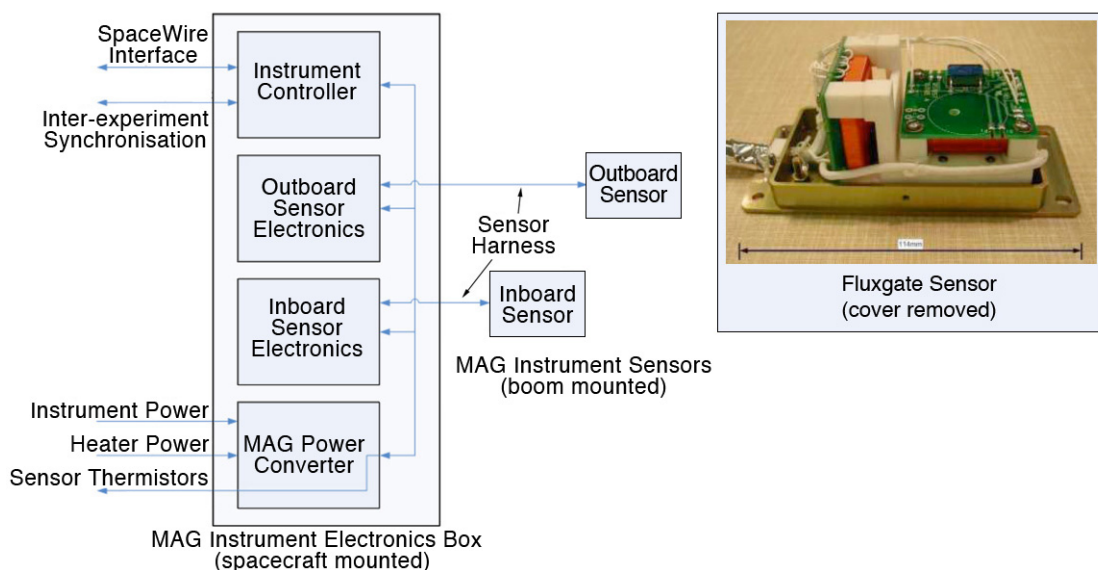 SpaceWire
Interface
Inter-experiment
Synchronisation
Instrument
Controller
Outboard
Sensor
Electronics
Inboard
Sensor
Electronics
Instrument Power
Heater Power
Sensor Thermistors
MAG Power
Converter
MAG Instrument Electronics Box
(spacecraft mounted)
Outboard
Sensor
Sensor
Harness
Inboard
Sensor
MAG Instrument Sensors
(boom mounted)
114mm
Fluxgate Sensor
(cover removed)